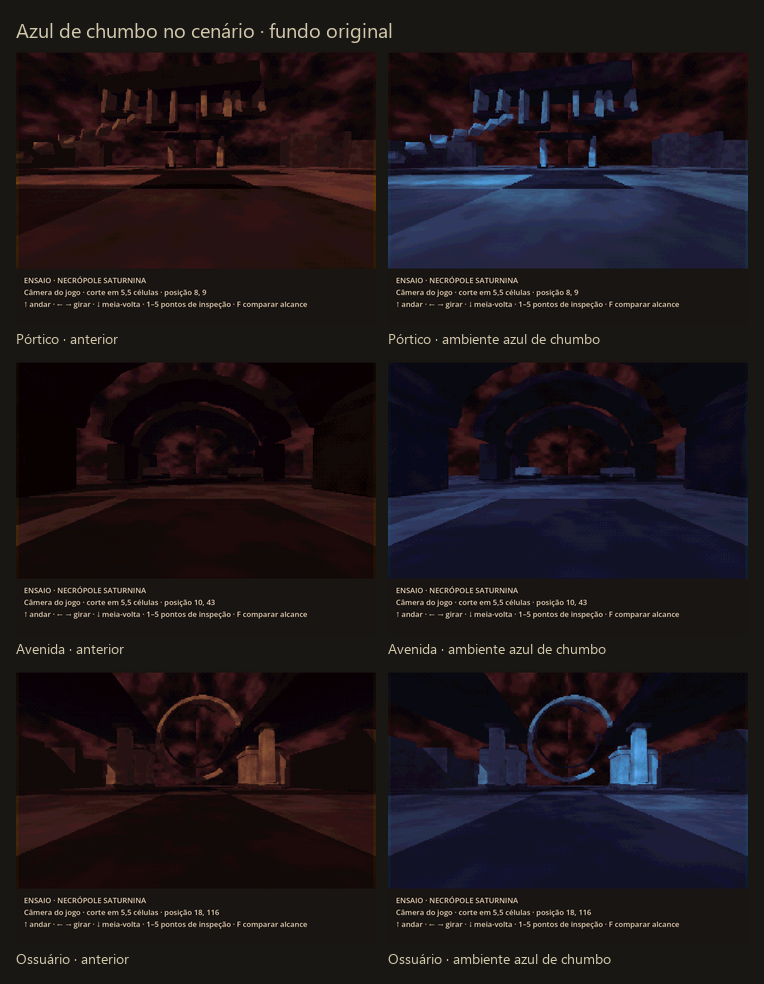 Azul de chumbo no cenário · fundo original
ENSAIO · NECRÓPOLE SATURNINA
Câmera do jogo · corte em 5,5 células · posição 8, 9
↑ andar · ← → girar · ↓ meia-volta · 1–5 pontos de inspeção · F comparar alcance
Pórtico · anterior
ENSAIO · NECRÓPOLE SATURNINA
Câmera do jogo · corte em 5,5 células · posição 8, 9
↑ andar · ← → girar · ↓ meia-volta · 1–5 pontos de inspeção · F comparar alcance
Pórtico · ambiente azul de chumbo
ENSAIO · NECRÓPOLE SATURNINA
Câmera do jogo · corte em 5,5 células · posição 10, 43
↑ andar · ← → girar · ↓ meia-volta · 1–5 pontos de inspeção · F comparar alcance
Avenida · anterior
ENSAIO · NECRÓPOLE SATURNINA
Câmera do jogo · corte em 5,5 células · posição 10, 43
↑ andar · ← → girar · ↓ meia-volta · 1–5 pontos de inspeção · F comparar alcance
Avenida · ambiente azul de chumbo
ENSAIO · NECRÓPOLE SATURNINA
Câmera do jogo · corte em 5,5 células · posição 18, 116
↑ andar · ← → girar · ↓ meia-volta · 1–5 pontos de inspeção · F comparar alcance
Ossuário · anterior
ENSAIO · NECRÓPOLE SATURNINA
Câmera do jogo · corte em 5,5 células · posição 18, 116
↑ andar · ← → girar · ↓ meia-volta · 1–5 pontos de inspeção · F comparar alcance
Ossuário · ambiente azul de chumbo